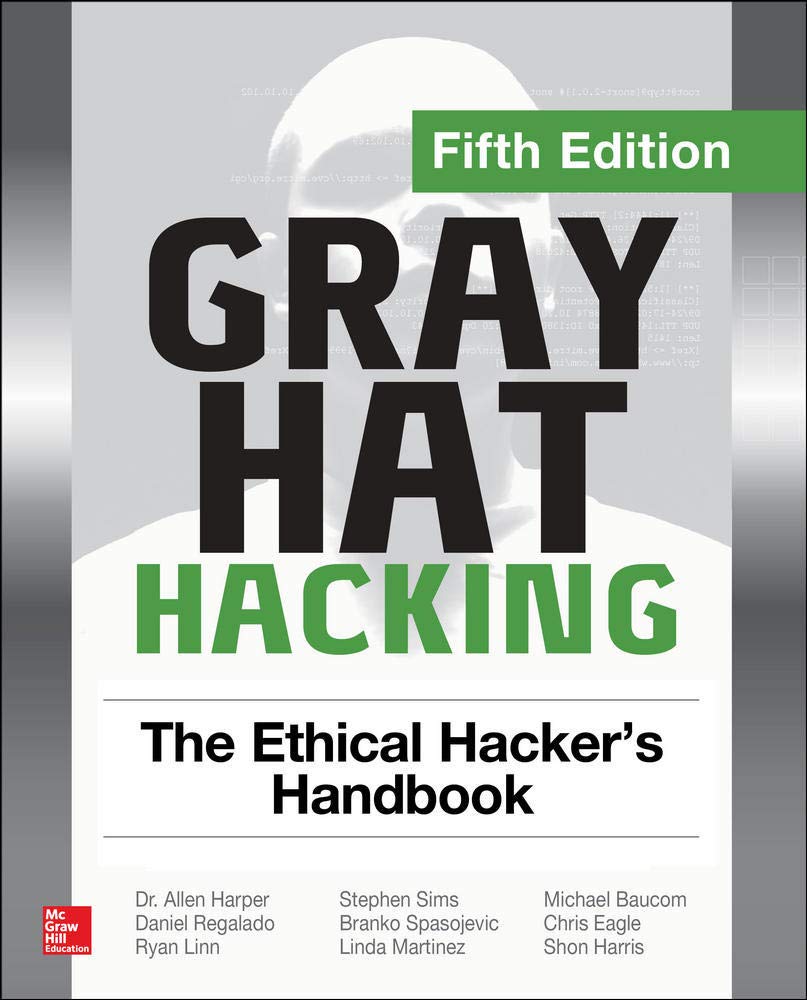 Fifth Edition
GRAY
HAT
HACKING
The Ethical Hacker’s
Handbook
Dr. Allen Harper
Daniel Regalado
Ryan Linn
Stephen Sims
Branko Spasojevic
Linda Martinez
Michael Baucom
Chris Eagle
Shon Harris
Mc
Graw
Hill
Education